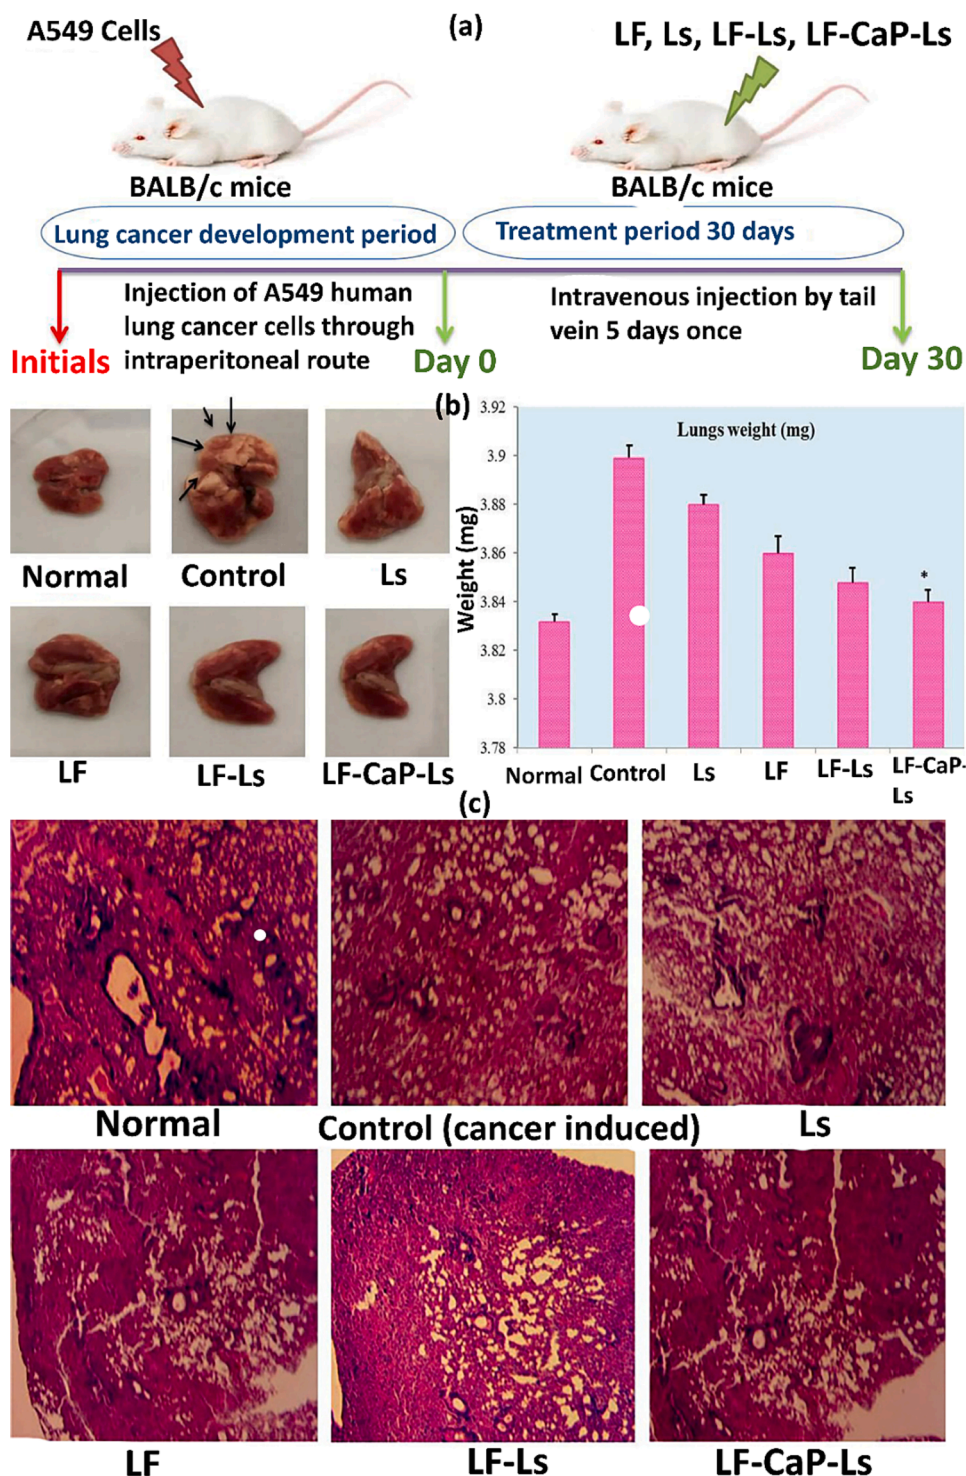 A549 Cells
(a)
LF, Ls, LF-Ls, LF-CaP-Ls
BALB/c mice
BALB/c mice
Lung cancer development period
Treatment period 30 days
Injection of A549 human
lung cancer cells through
intraperitoneal route
Intravenous injection by tail
vein 5 days once
Initials
Day 0
Day 30
Normal
Control
Ls
LF
LF-Ls
LF-CaP-Ls
(b)
Lungs weight (mg)
Weight (mg)
3.92
3.9
3.88
3.86
3.84
3.82
3.8
3.78
*
Normal
Control
Ls
LF
LF-Ls
LF-CaP-
Ls
(c)
Normal
Control (cancer induced)
Ls
LF
LF-Ls
LF-CaP-Ls